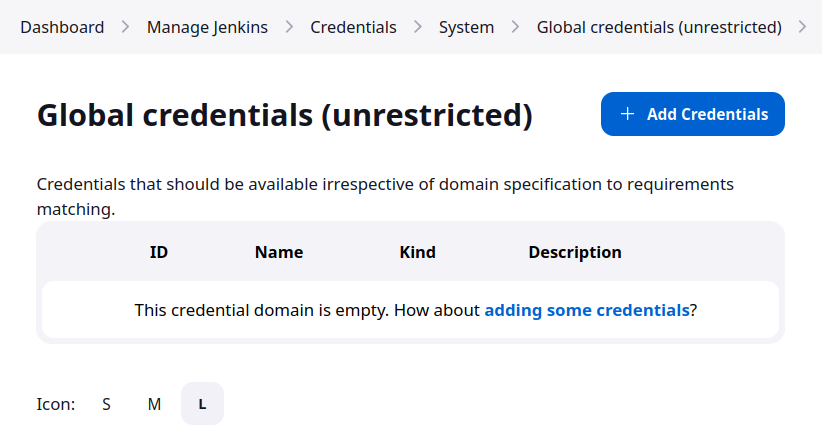 Dashboard > Manage Jenkins > Credentials > System > Global credentials (unrestricted) >
Global credentials (unrestricted)
+ Add Credentials
Credentials that should be available irrespective of domain specification to requirements
matching.
ID Name Kind Description
This credential domain is empty. How about adding some credentials?
Icon: S M L